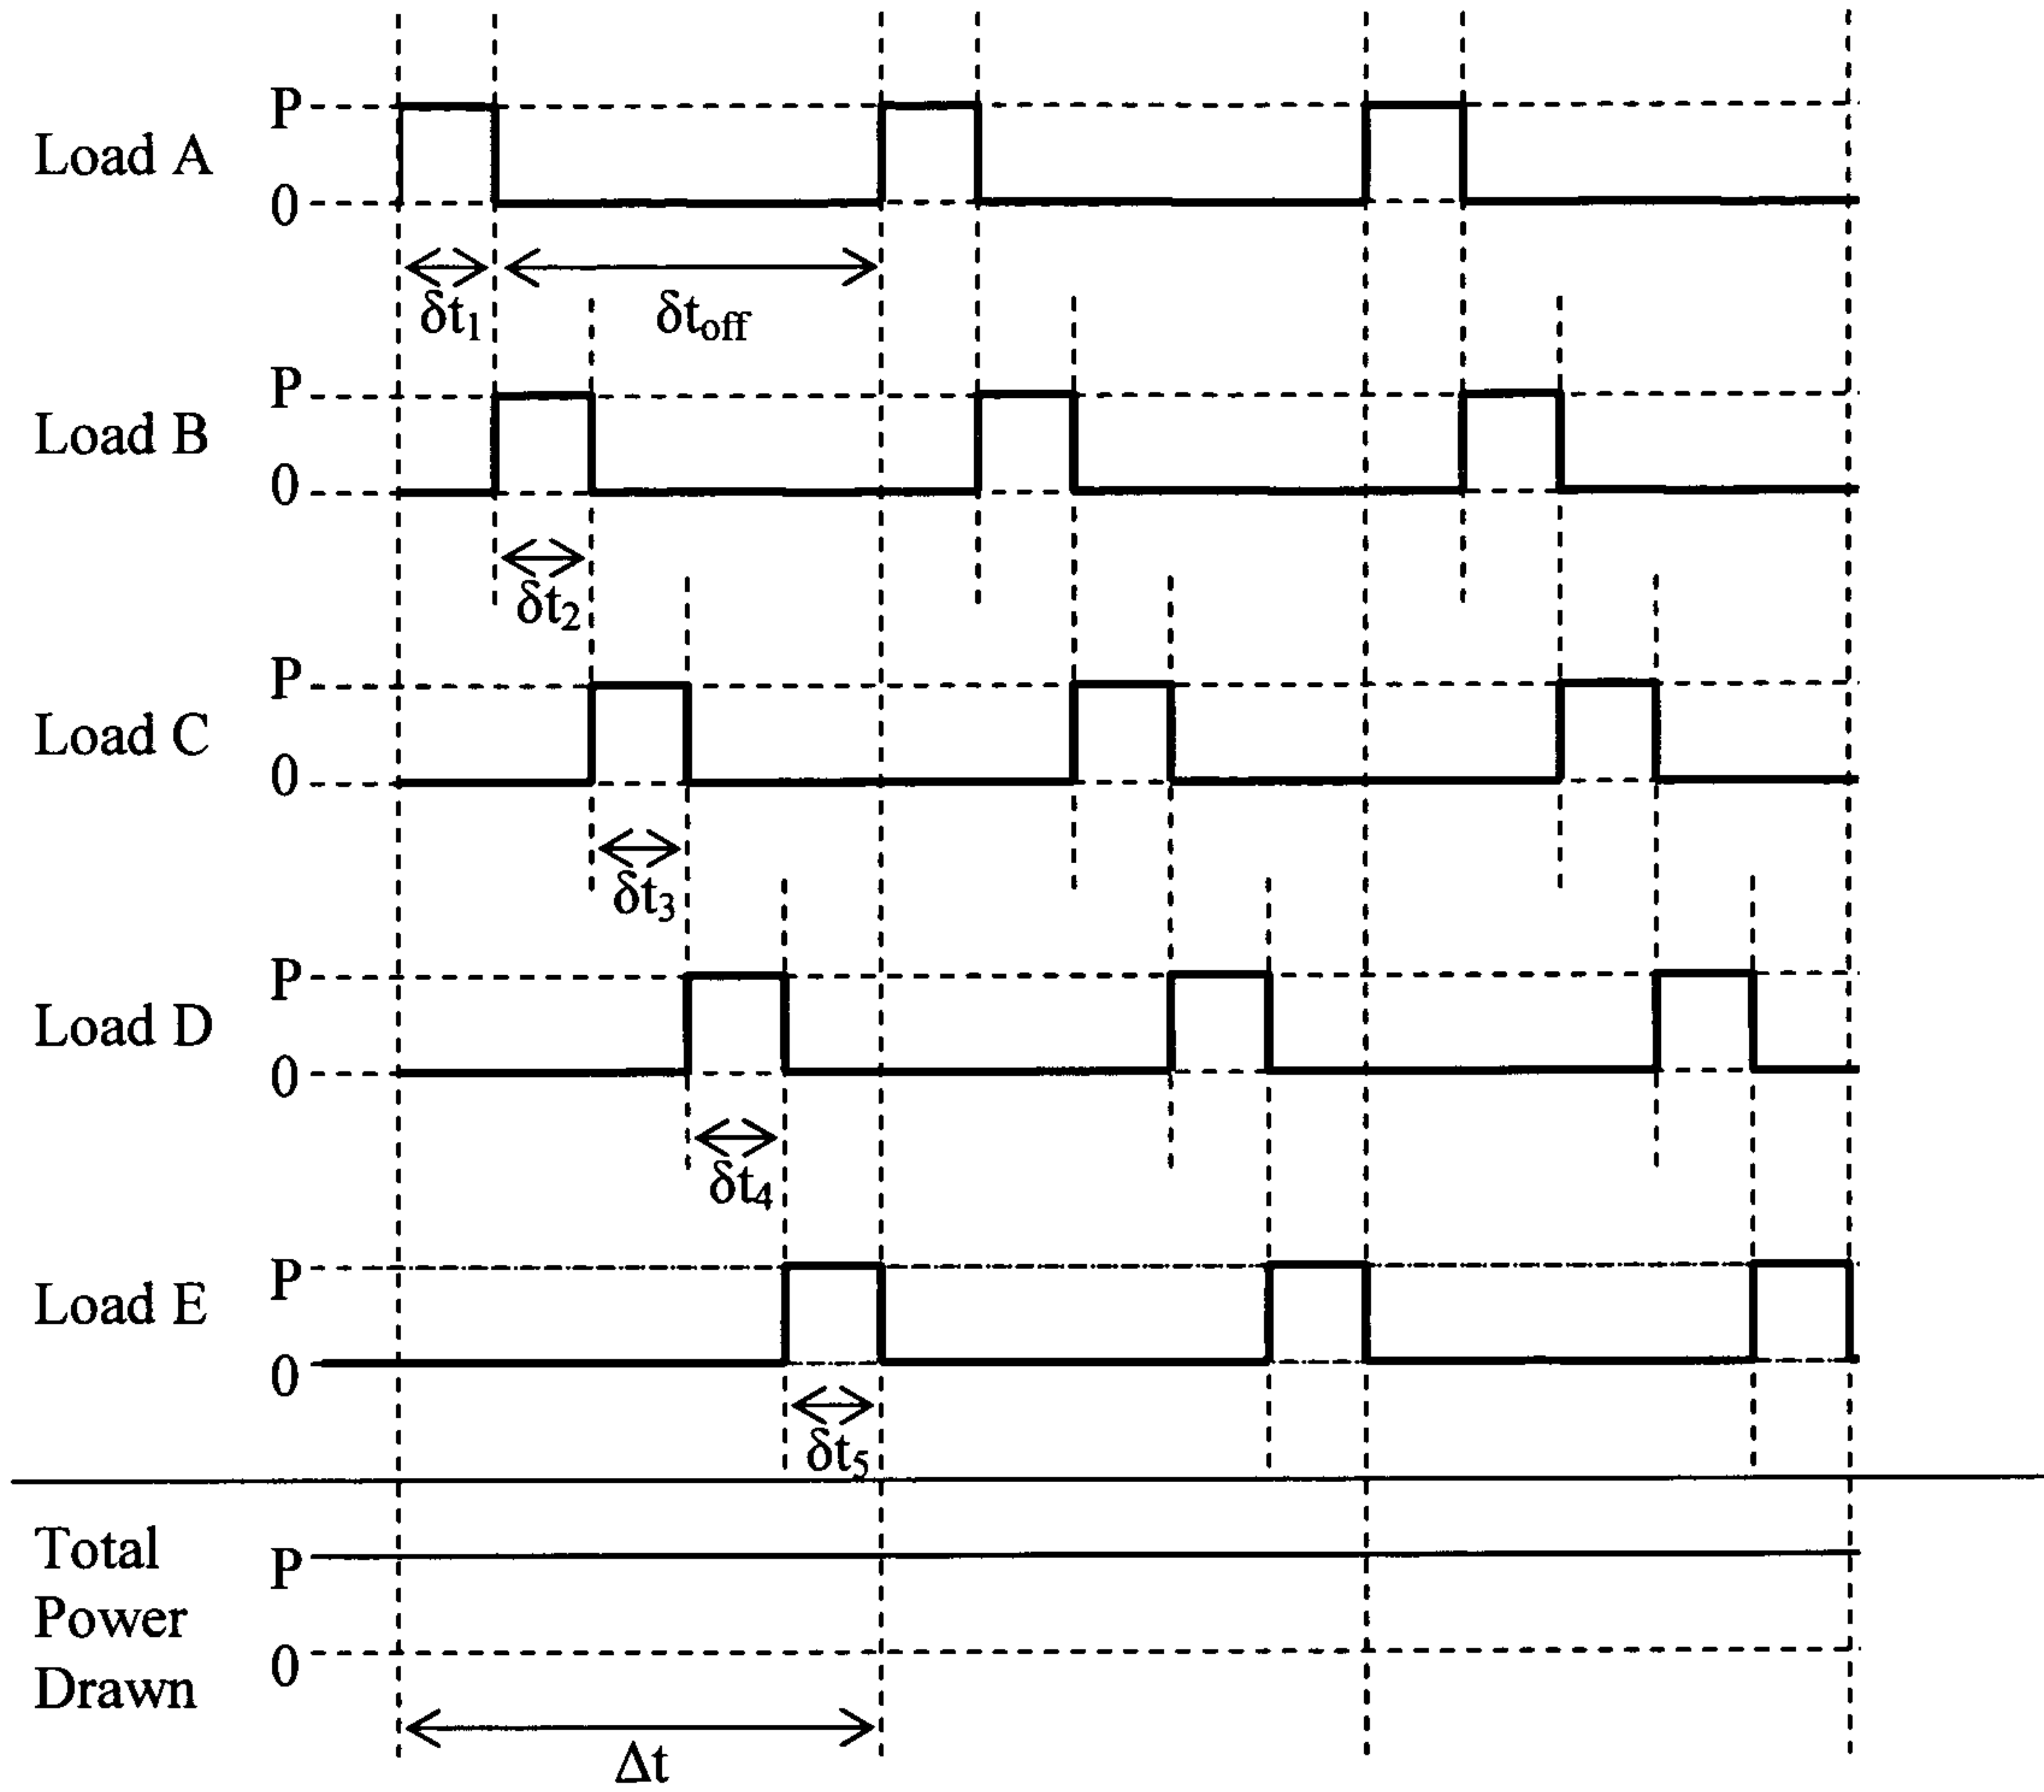 P
Load A
0
δt₁ δtₒff
P
Load B
0
δt₂
P
Load C
0
δt₃
P
Load D
0
δt₄
P
Load E
0
δt₅
Total
P
Power
0
Drawn
Δt